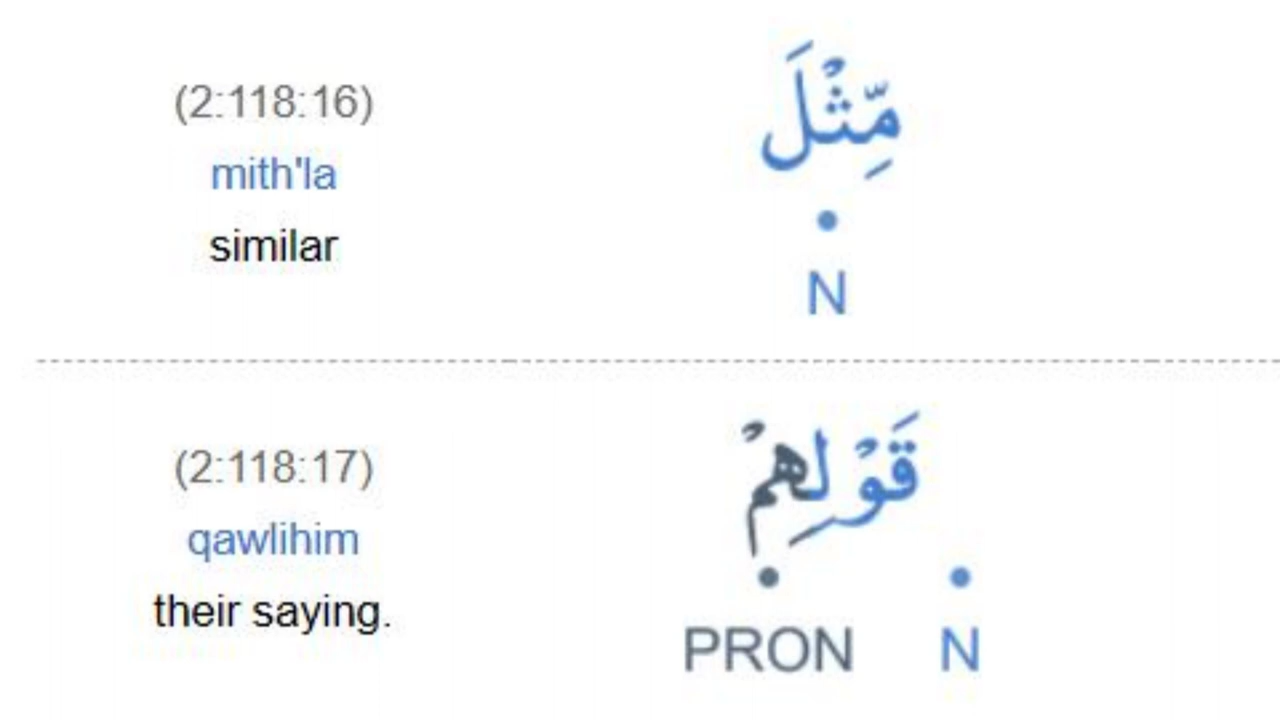 (2:118:16)
mith'la
similar
مِّثْلَ
N
(2:118:17)
qawlihim
their saying.
قَوْلِهِمْ
PRON N